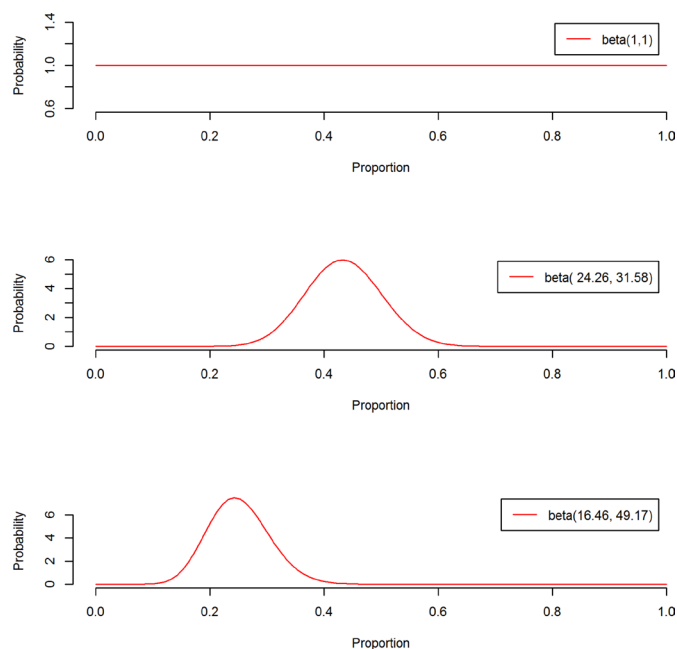 Probability
0.6 1.0 1.4
beta(1,1)
0.0 0.2 0.4 0.6 0.8 1.0
Proportion
Probability
0 2 4 6
beta( 24.26, 31.58)
0.0 0.2 0.4 0.6 0.8 1.0
Proportion
Probability
0 2 4 6
beta(16.46, 49.17)
0.0 0.2 0.4 0.6 0.8 1.0
Proportion